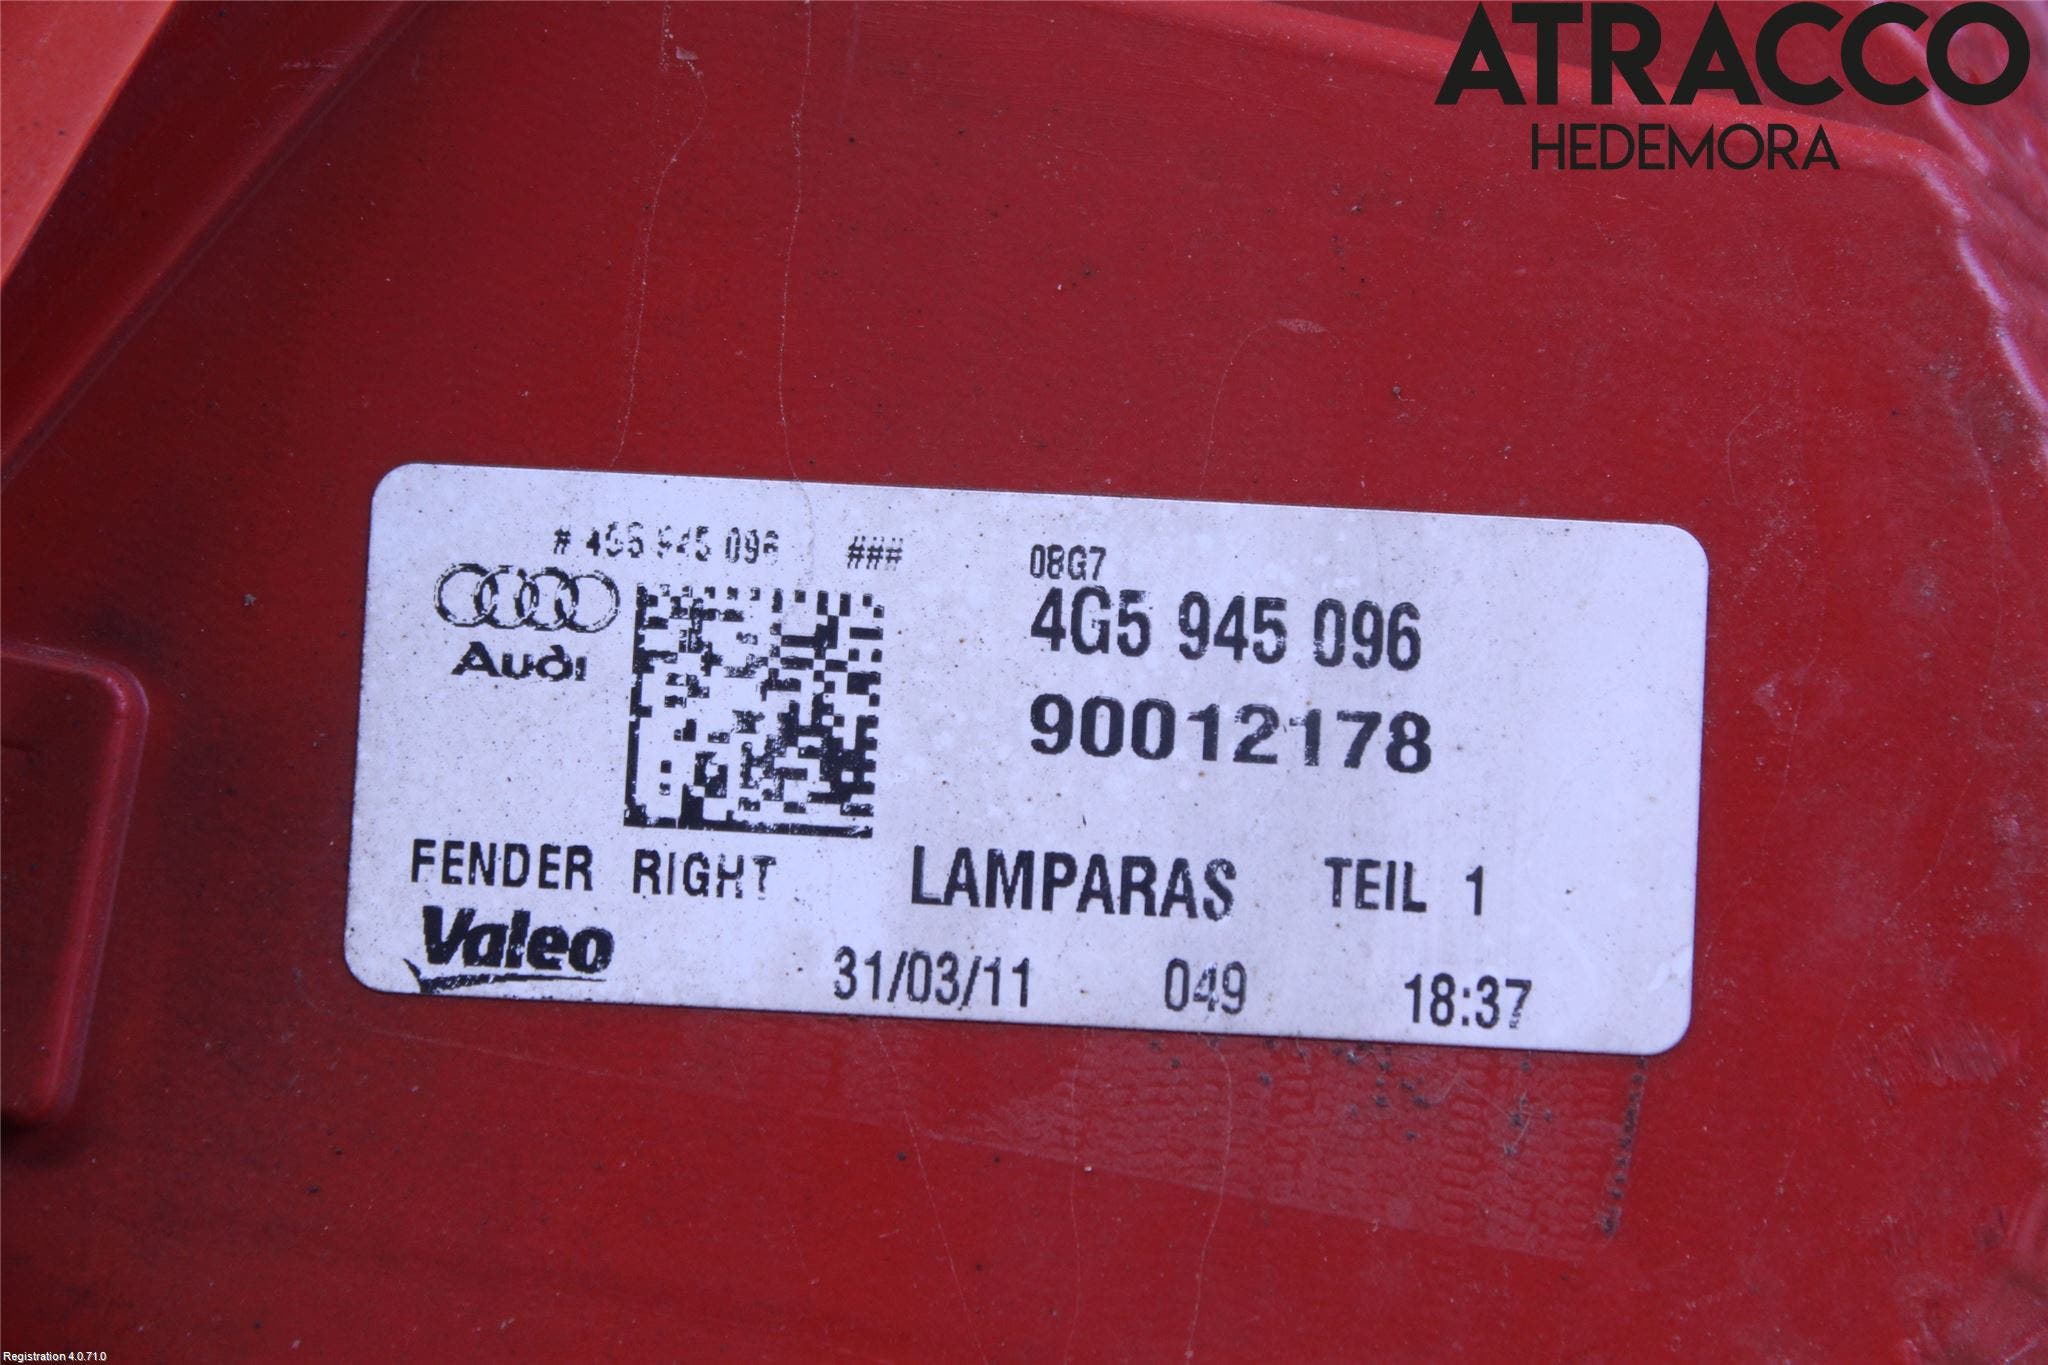 ATRACCO
HEDEMORA
# 4G5 945 096 ###
08G7
Audi
4G5 945 096
90012178
FENDER RIGHT LAMPARAS TEIL 1
Valeo
31/03/11 049 18:37
Registration 4.0.71.0